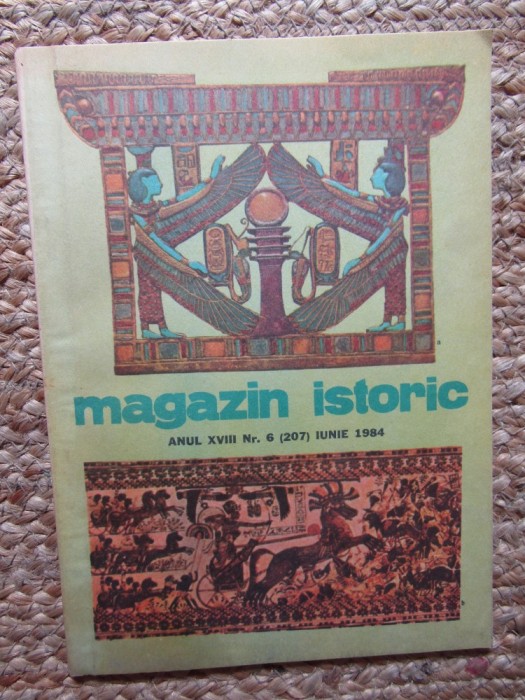 a
magazin istoric
ANUL XVIII Nr. 6 (207) IUNIE 1984